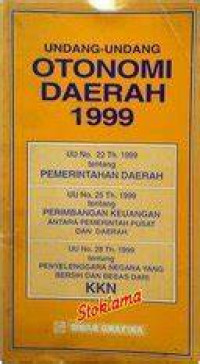 UNDANG-UNDANG
OTONOMI
DAERAH
1999
UU No. 22 Th. 1999
tentang
PEMERINTAHAN DAERAH
UU No. 25 Th. 1999
tentang
PERIMBANGAN KEUANGAN
ANTARA PEMERINTAH PUSAT
DAN DAERAH
UU No. 28 Th. 1999
tentang
PENYELENGGARA NEGARA YANG
BERSIH DAN BEBAS DARI
KKN
Stoklama
SINAR GRAFIKA